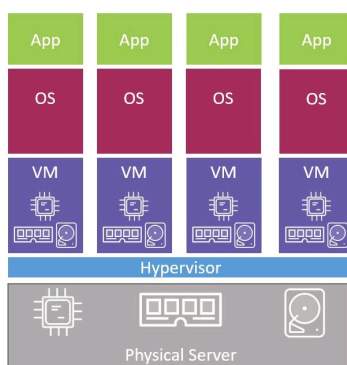 App App App App
OS OS OS OS
VM VM VM VM
Hypervisor
Physical Server